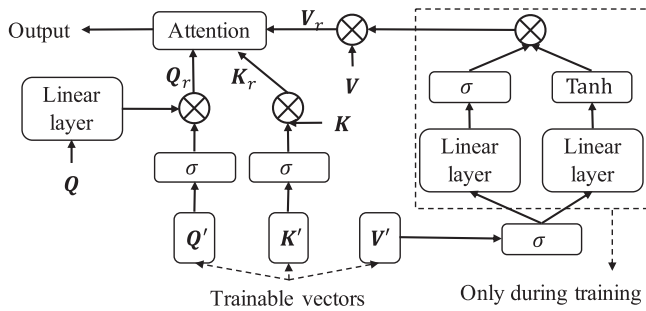 Output
Attention
V_r
V
σ
Tanh
Linear
layer
Linear
layer
Q_r
K_r
Linear
layer
K
Q
σ
σ
Q′
K′
V′
σ
Trainable vectors
Only during training